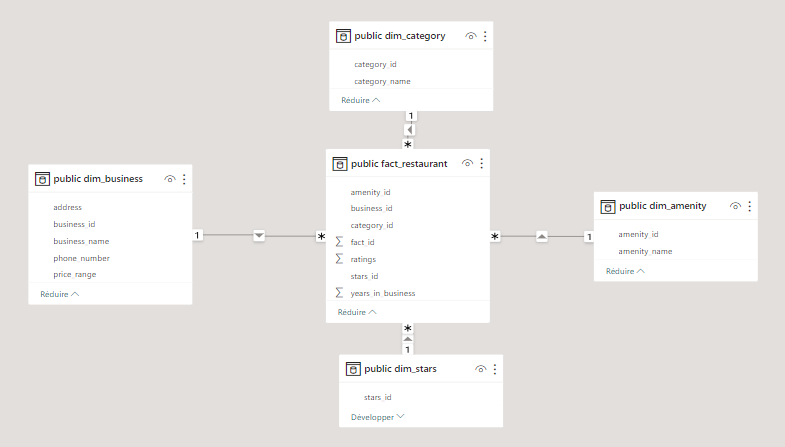 public dim_category
category_id
category_name
Réduire
1
*
public fact_restaurant
amenity_id
business_id
category_id
fact_id
ratings
stars_id
years_in_business
Réduire
public dim_business
address
business_id
business_name
phone_number
price_range
Réduire
1
*
public dim_amenity
amenity_id
amenity_name
Réduire
*
1
*
1
public dim_stars
stars_id
Développer